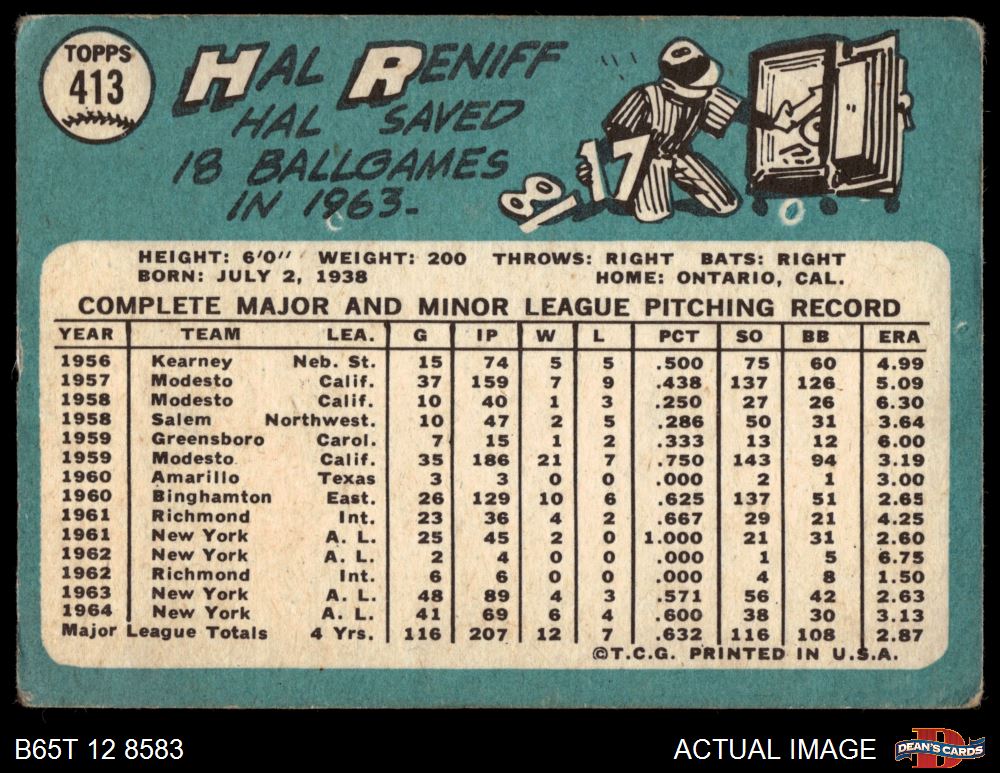 TOPPS
413
HAL RENIFF
HAL SAVED
18 BALLGAMES
IN 1963-
18
17
HEIGHT: 6'0" WEIGHT: 200 THROWS: RIGHT BATS: RIGHT
BORN: JULY 2, 1938 HOME: ONTARIO, CAL.
COMPLETE MAJOR AND MINOR LEAGUE PITCHING RECORD
YEAR TEAM LEA. G IP W L PCT SO BB ERA
1956 Kearney Neb. St. 15 74 5 5 .500 75 60 4.99
1957 Modesto Calif. 37 159 7 9 .438 137 126 5.09
1958 Modesto Calif. 10 40 1 3 .250 27 26 6.30
1958 Salem Northwest. 10 47 2 5 .286 50 31 3.64
1959 Greensboro Carol. 7 15 1 2 .333 13 12 6.00
1959 Modesto Calif. 35 186 21 7 .750 143 94 3.19
1960 Amarillo Texas 3 3 0 0 .000 2 1 3.00
1960 Binghamton East. 26 129 10 6 .625 137 51 2.65
1961 Richmond Int. 23 36 4 2 .667 29 21 4.25
1961 New York A. L. 25 45 2 0 1.000 21 31 2.60
1962 New York A. L. 2 4 0 0 .000 1 5 6.75
1962 Richmond Int. 6 6 0 0 .000 4 8 1.50
1963 New York A. L. 48 89 4 3 .571 56 42 2.63
1964 New York A. L. 41 69 6 4 .600 38 30 3.13
Major League Totals 4 Yrs. 116 207 12 7 .632 116 108 2.87
©T.C.G. PRINTED IN U.S.A.
B65T 12 8583 ACTUAL IMAGE D DEAN'S CARDS